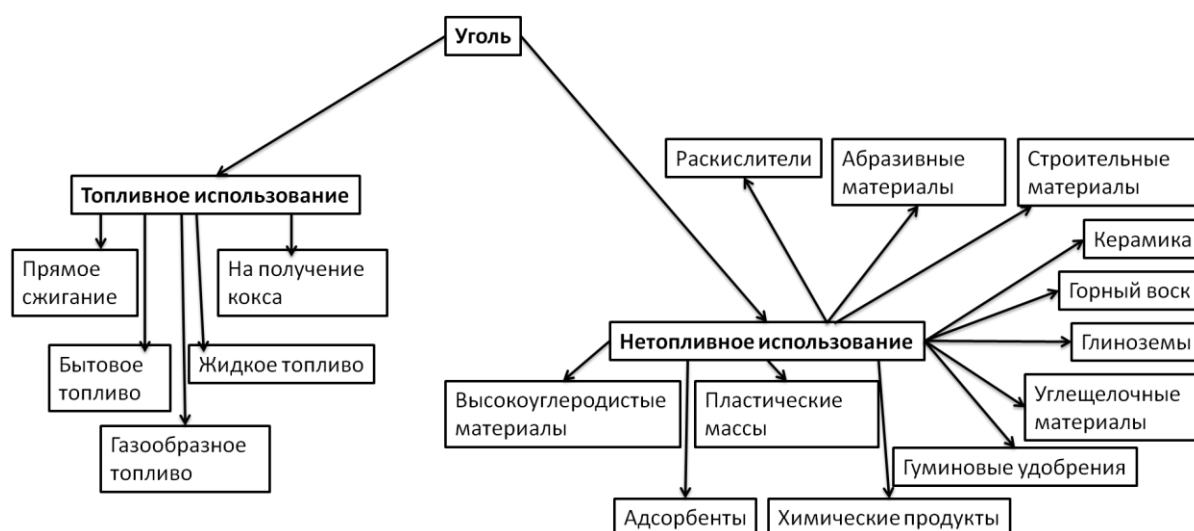 Уголь
Топливное использование
Прямое
сжигание
На получение
кокса
Бытовое
топливо
Жидкое топливо
Газообразное
топливо
Раскислители
Абразивные
материалы
Строительные
материалы
Керамика
Горный воск
Глиноземы
Углещелочные
материалы
Гуминовые удобрения
Нетопливное использование
Высокоуглеродистые
материалы
Пластические
массы
Адсорбенты
Химические продукты